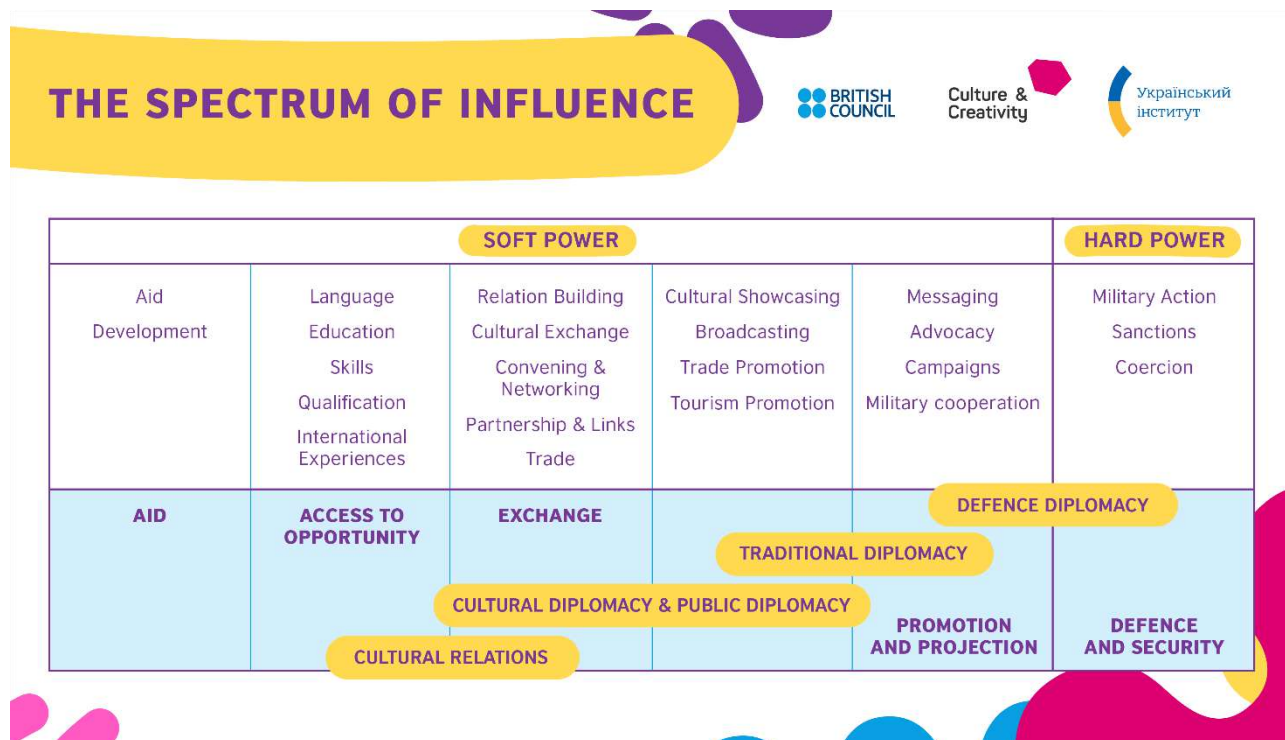 THE SPECTRUM OF INFLUENCE
BRITISH
COUNCIL
Culture &
Creativity
Український
інститут
SOFT POWER
HARD POWER
Aid
Development
Language
Education
Skills
Qualification
International
Experiences
Relation Building
Cultural Exchange
Convening &
Networking
Partnership & Links
Trade
Cultural Showcasing
Broadcasting
Trade Promotion
Tourism Promotion
Messaging
Advocacy
Campaigns
Military cooperation
Military Action
Sanctions
Coercion
AID
ACCESS TO
OPPORTUNITY
EXCHANGE
DEFENCE DIPLOMACY
TRADITIONAL DIPLOMACY
CULTURAL DIPLOMACY & PUBLIC DIPLOMACY
CULTURAL RELATIONS
PROMOTION
AND PROJECTION
DEFENCE
AND SECURITY